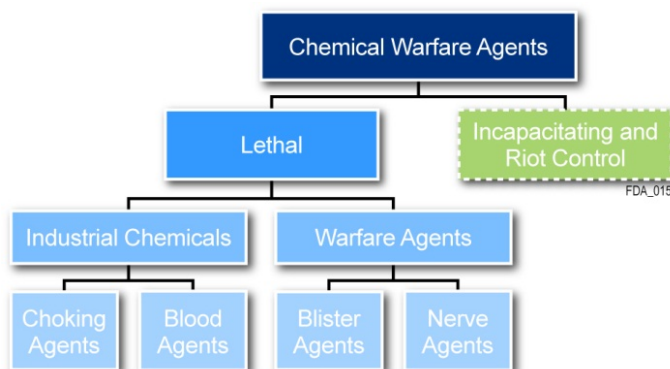 Chemical Warfare Agents
Lethal
Incapacitating and
Riot Control
FDA_015
Industrial Chemicals
Warfare Agents
Choking
Agents
Blood
Agents
Blister
Agents
Nerve
Agents